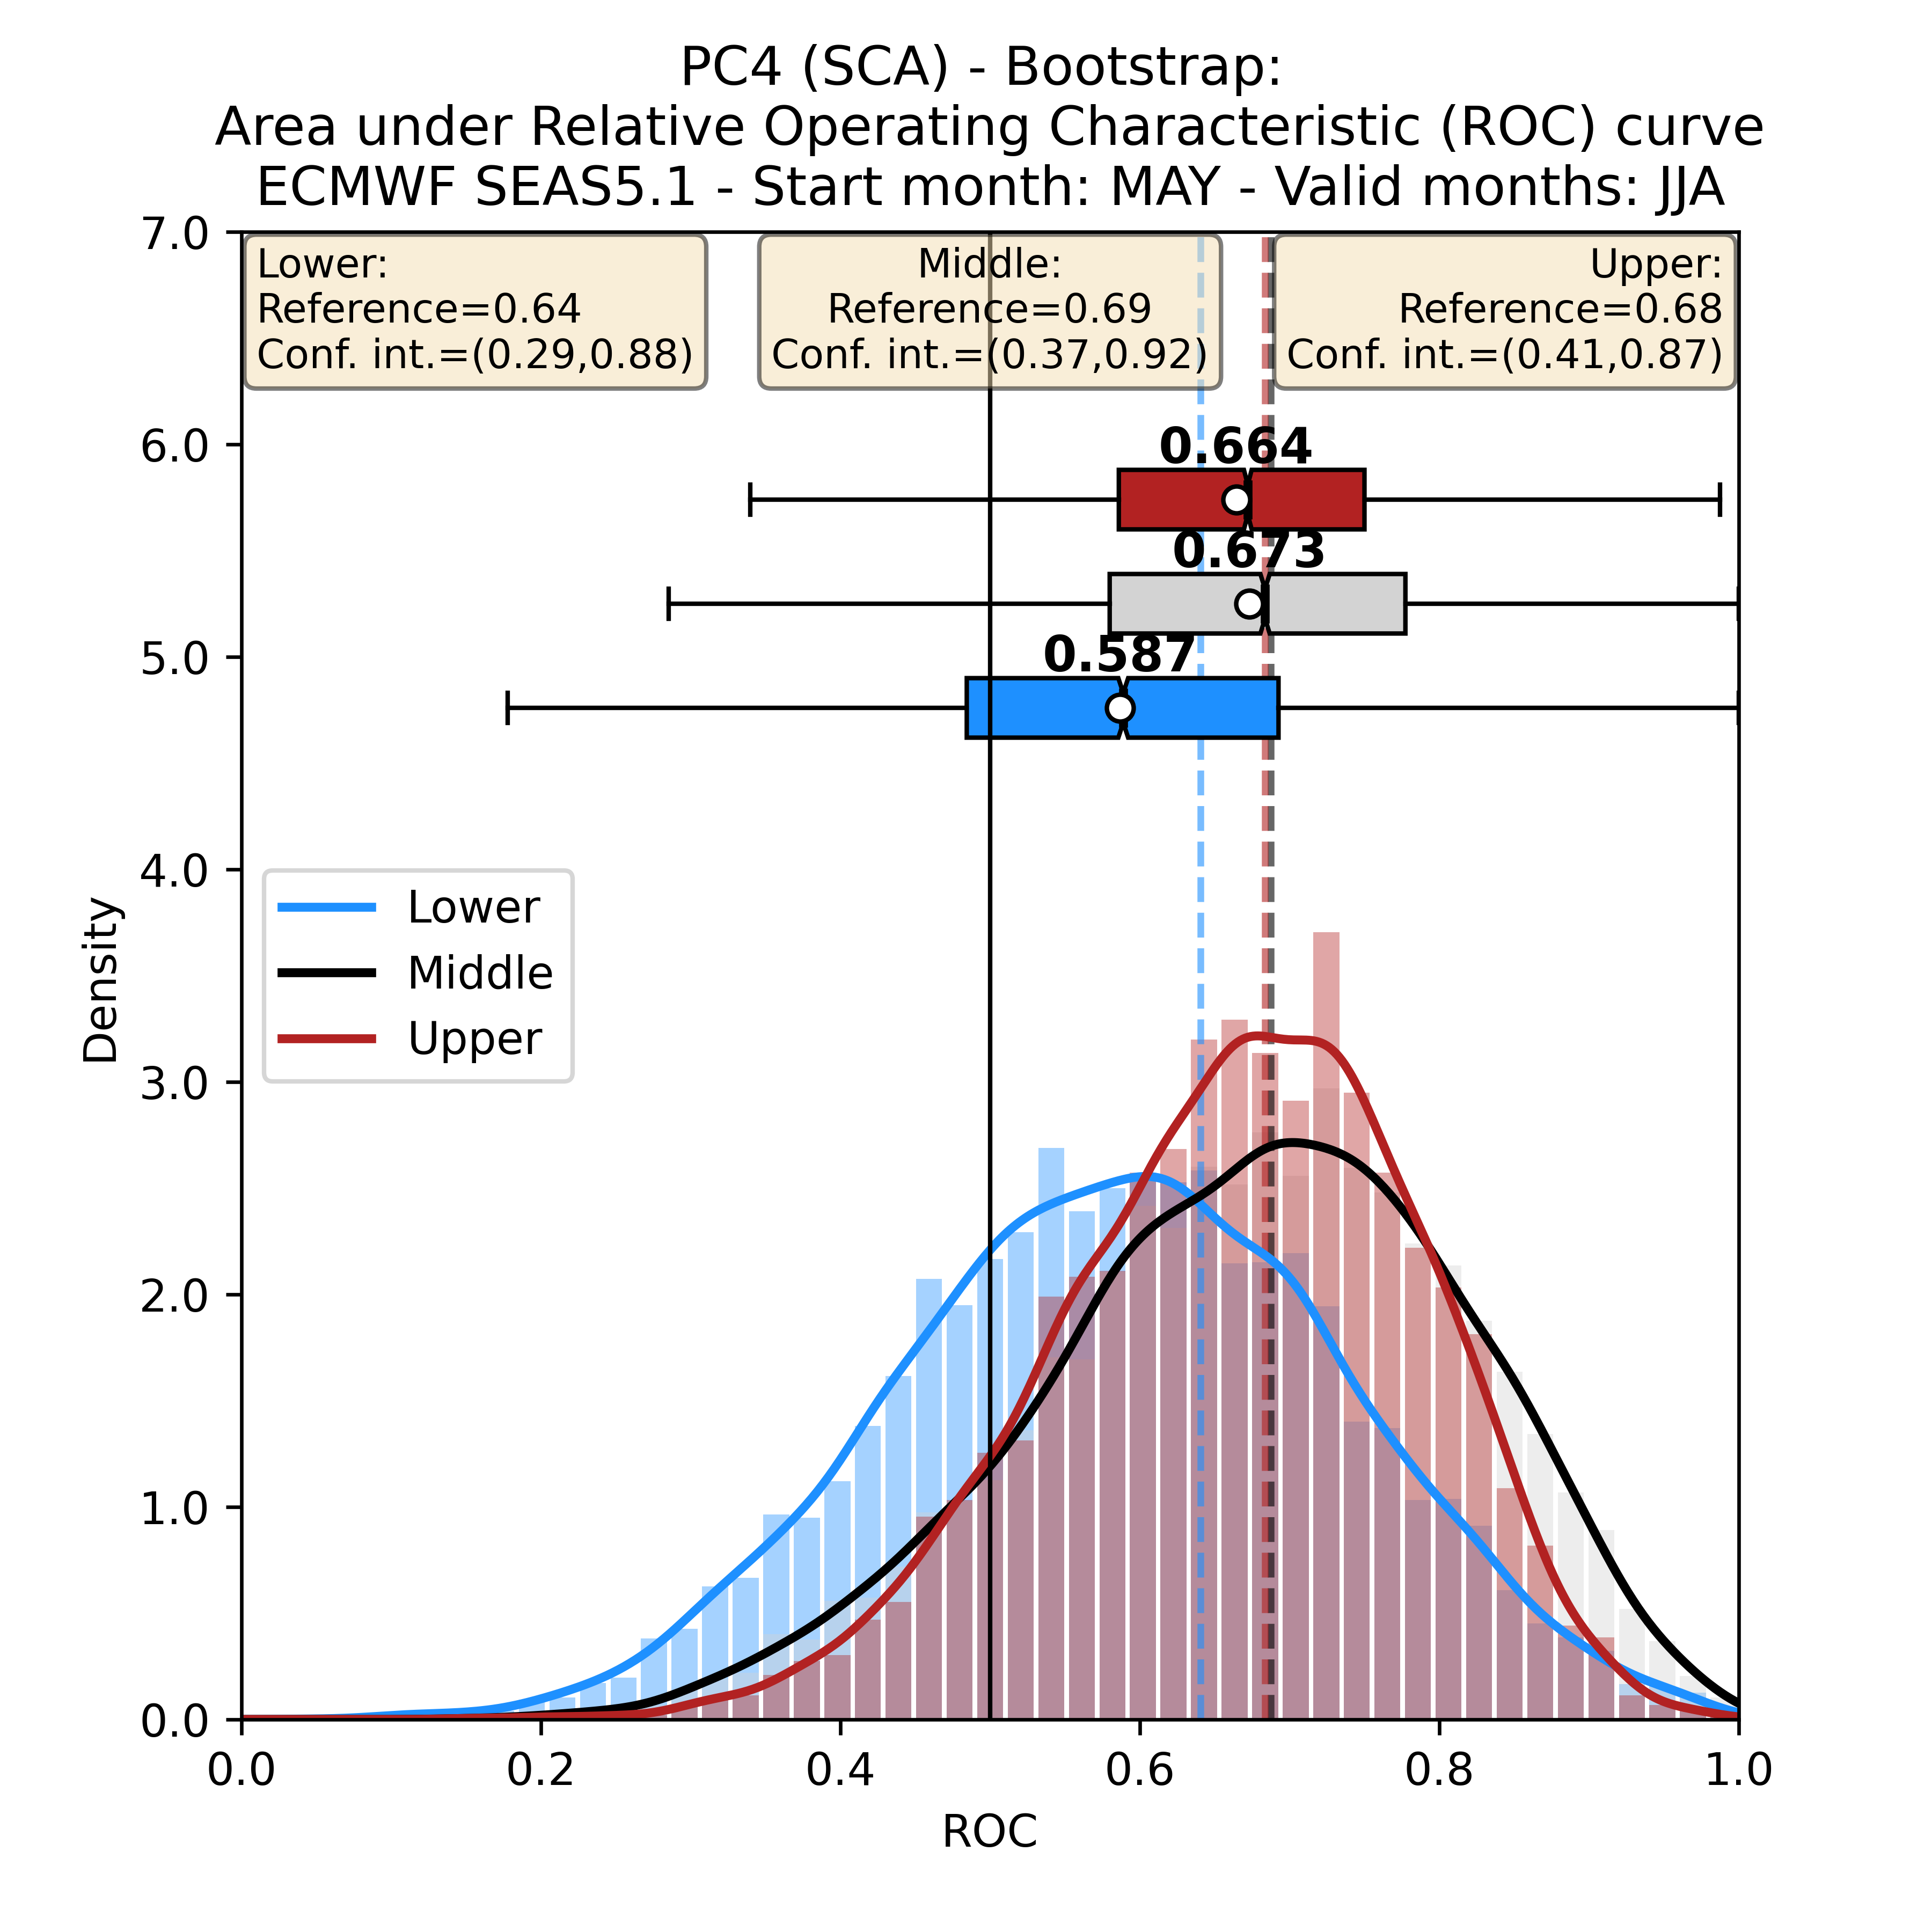 PC4 (SCA) - Bootstrap:
Area under Relative Operating Characteristic (ROC) curve
ECMWF SEAS5.1 - Start month: MAY - Valid months: JJA
7.0
Lower:
Reference=0.64
Conf. int.=(0.29,0.88)
Middle:
Reference=0.69
Conf. int.=(0.37,0.92)
Upper:
Reference=0.68
Conf. int.=(0.41,0.87)
6.0
0.664
0.673
5.0
0.587
4.0
Lower
Middle
Upper
Density
3.0
2.0
1.0
0.0
0.0
0.2
0.4
0.6
0.8
1.0
ROC